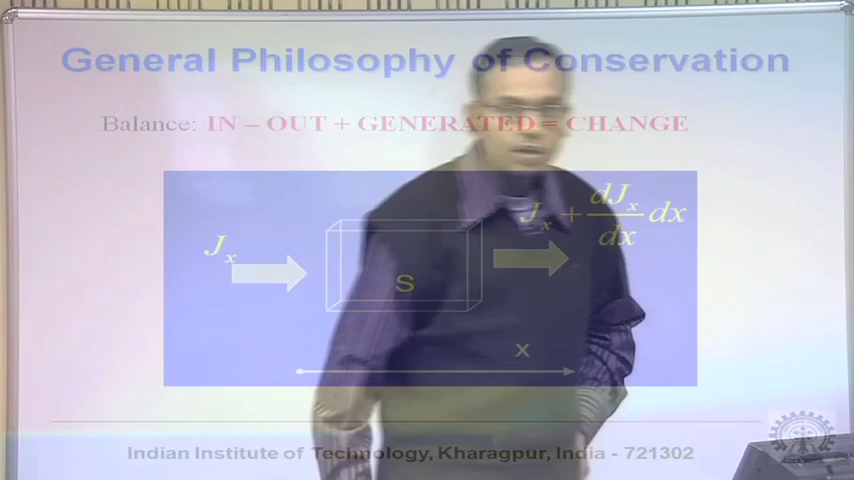 General Philosophy of Conservation
Balance: IN – OUT + GENERATED = CHANGE
J_x
J_x + dJ_x/dx dx
S
x
Indian Institute of Technology, Kharagpur, India - 721302